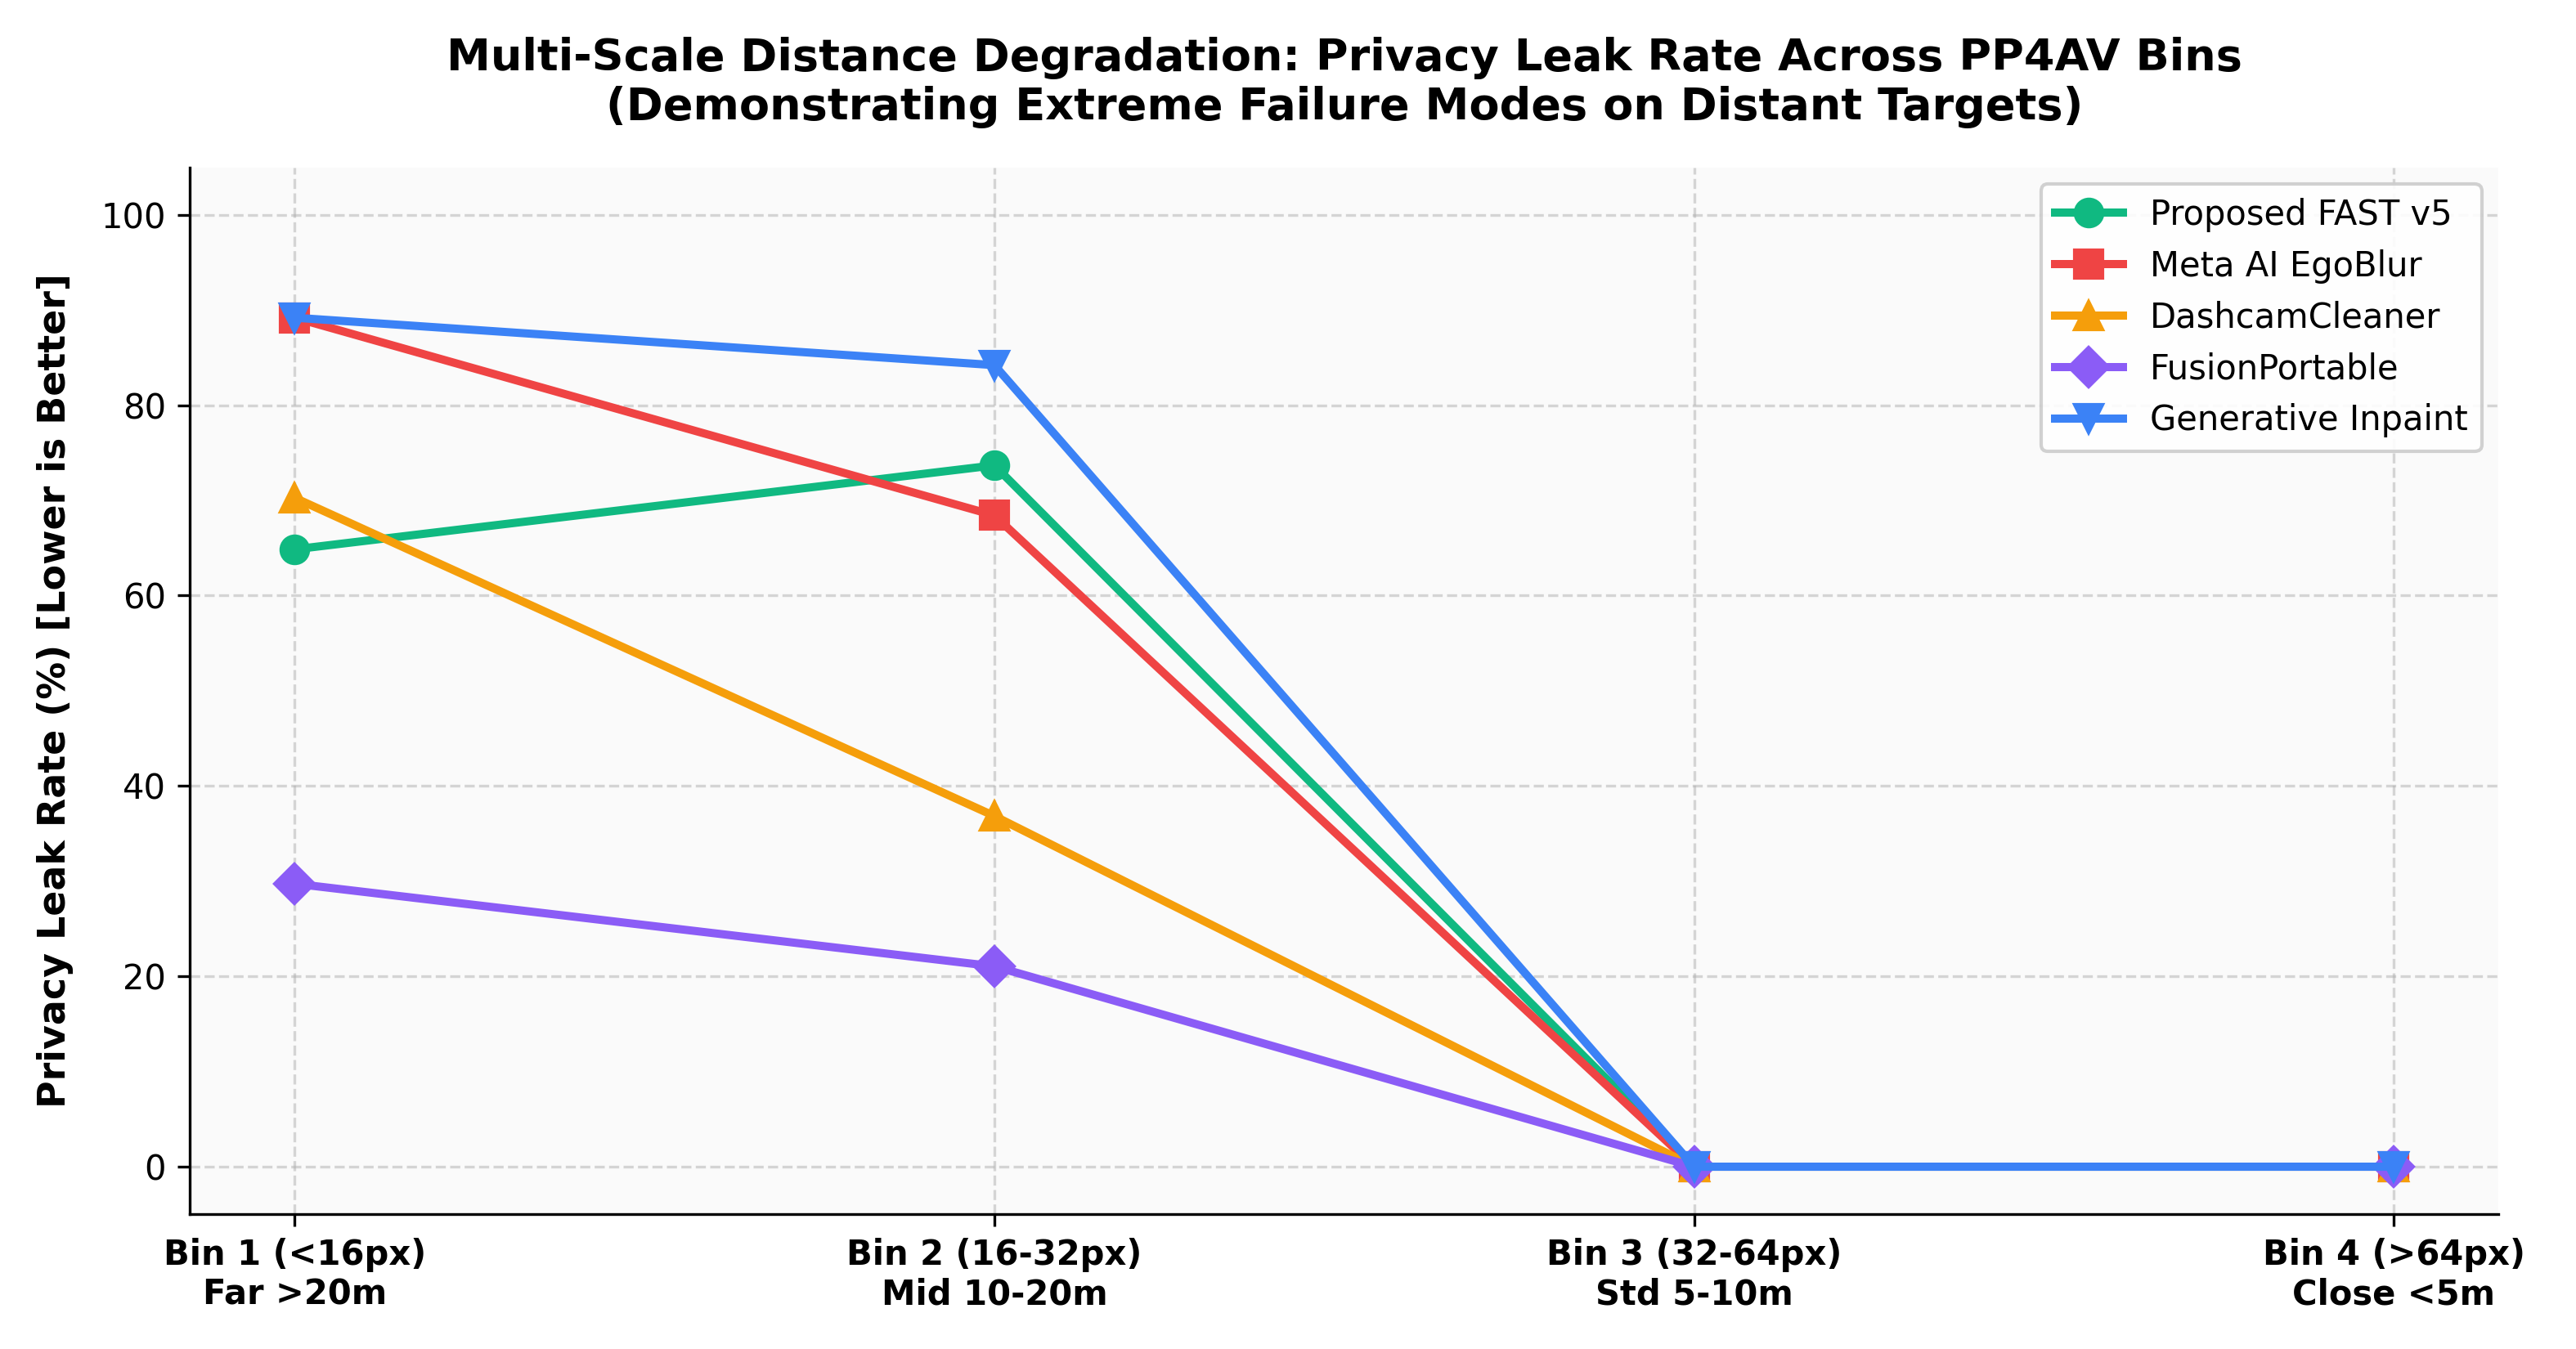 Multi-Scale Distance Degradation: Privacy Leak Rate Across PP4AV Bins
(Demonstrating Extreme Failure Modes on Distant Targets)
Privacy Leak Rate (%) [Lower is Better]
100
80
60
40
20
0
Proposed FAST v5
Meta AI EgoBlur
DashcamCleaner
FusionPortable
Generative Inpaint
Bin 1 (<16px)
Far >20m
Bin 2 (16-32px)
Mid 10-20m
Bin 3 (32-64px)
Std 5-10m
Bin 4 (>64px)
Close <5m